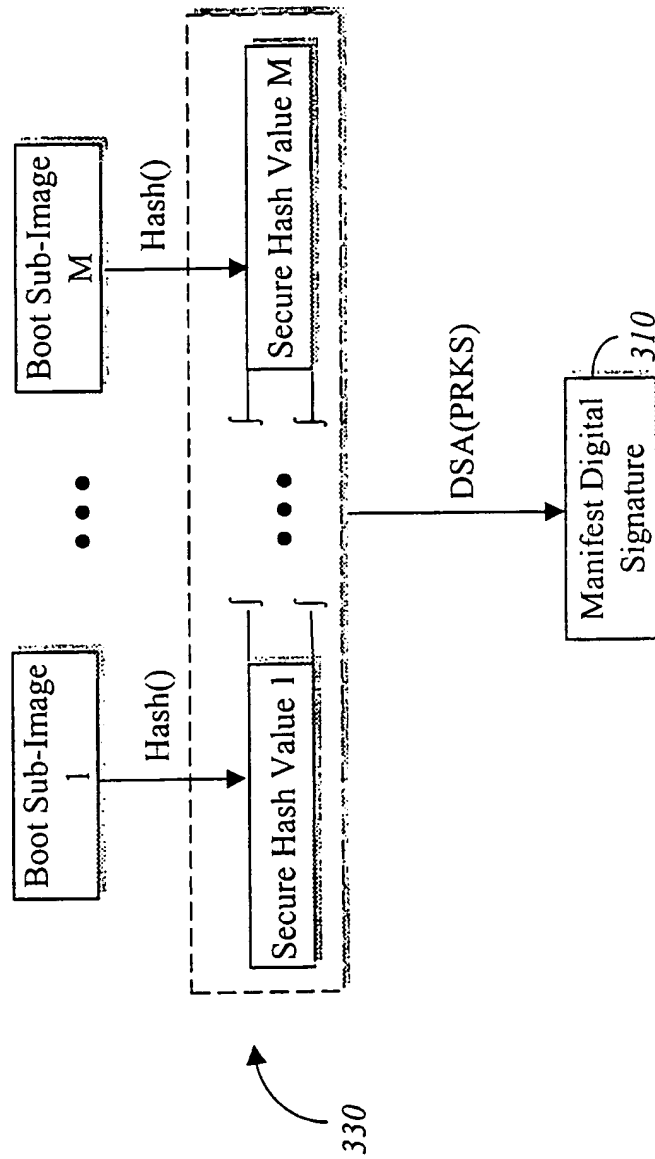 Boot Sub-Image
1
Boot Sub-Image
M
Hash()
Hash()
Secure Hash Value 1
Secure Hash Value M
330
DSA(PRKS)
Manifest Digital
Signature
310